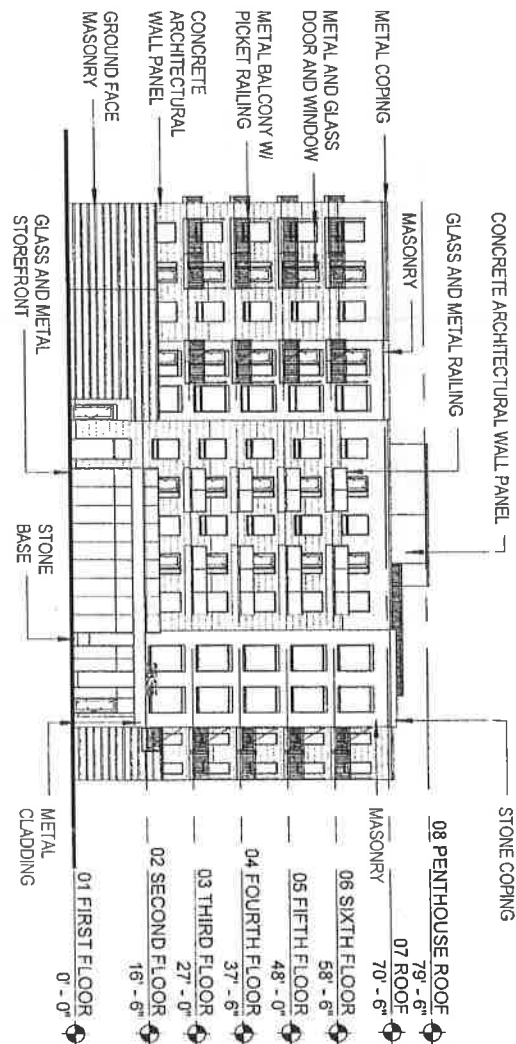 CONCRETE ARCHITECTURAL WALL PANEL
GLASS AND METAL RAILING
MASONRY
METAL COPING
METAL AND GLASS
DOOR AND WINDOW
METAL BALCONY W/
PICKET RAILING
CONCRETE
ARCHITECTURAL
WALL PANEL
GROUND FACE
MASONRY
GLASS AND METAL
STOREFRONT
STONE
BASE
METAL
CLADDING
MASONRY
STONE COPING
08 PENTHOUSE ROOF
79' - 6"
07 ROOF
70' - 6"
06 SIXTH FLOOR
58' - 6"
05 FIFTH FLOOR
48' - 0"
04 FOURTH FLOOR
37' - 6"
03 THIRD FLOOR
27' - 0"
02 SECOND FLOOR
16' - 6"
01 FIRST FLOOR
0' - 0"